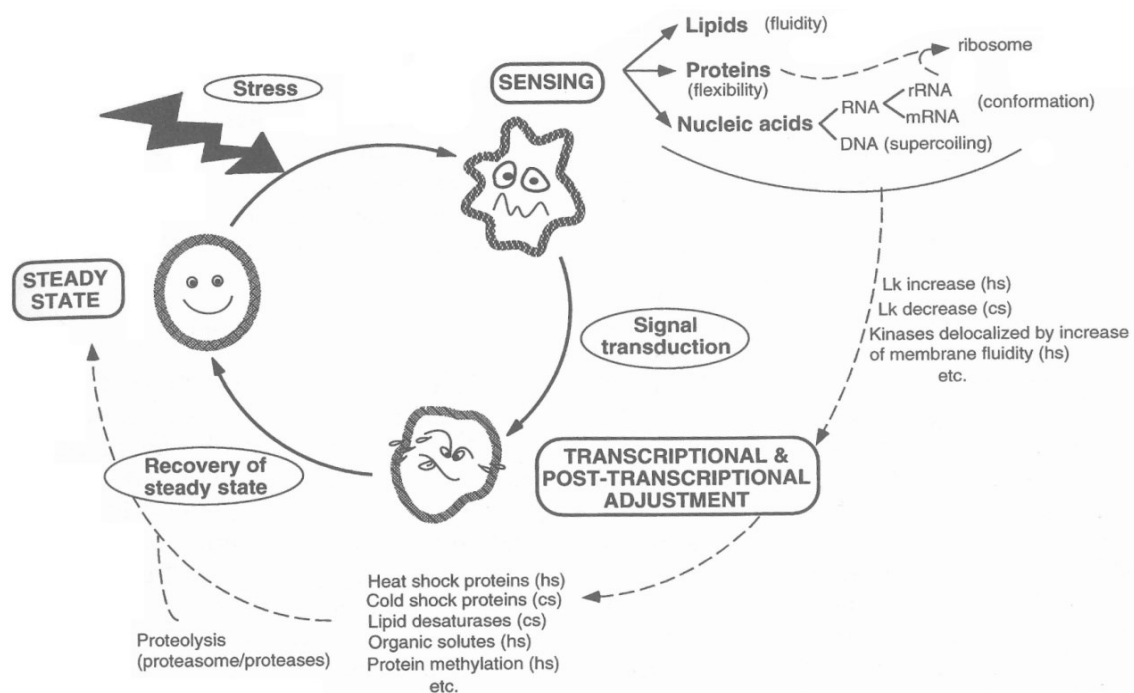 Stress
SENSING
Lipids (fluidity)
Proteins
(flexibility)
Nucleic acids
RNA
rRNA
mRNA
(conformation)
DNA (supercoiling)
ribosome
STEADY
STATE
Signal
transduction
Lk increase (hs)
Lk decrease (cs)
Kinases delocalized by increase
of membrane fluidity (hs)
etc.
Recovery of
steady state
TRANSCRIPTIONAL &
POST-TRANSCRIPTIONAL
ADJUSTMENT
Heat shock proteins (hs)
Cold shock proteins (cs)
Lipid desaturases (cs)
Organic solutes (hs)
Protein methylation (hs)
etc.
Proteolysis
(proteasome/proteases)